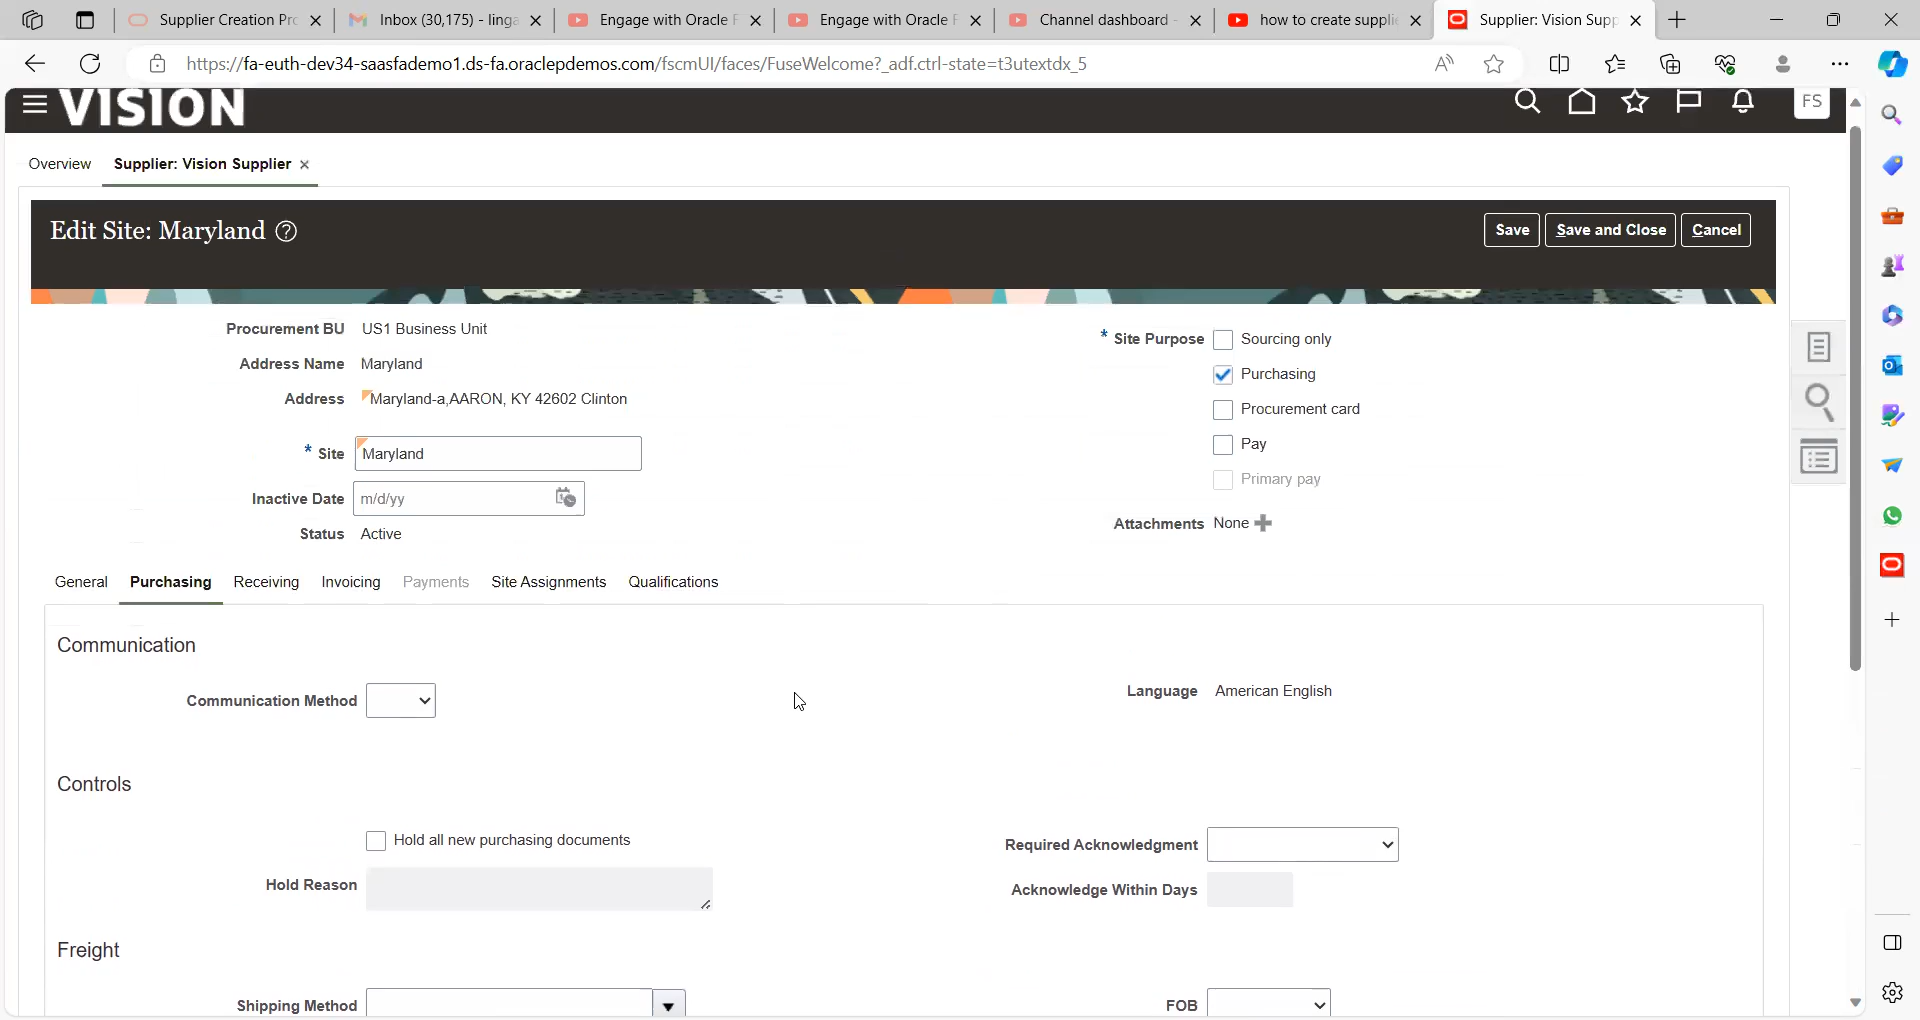 Supplier Creation Prc
Inbox (30,175) - linga
Engage with Oracle F
Engage with Oracle F
Channel dashboard -
how to create supplie
Supplier: Vision Supp
https://fa-euth-dev34-saasfademo1.ds-fa.oraclepdemos.com/fscmUI/faces/FuseWelcome?_adf.ctrl-state=t3utextdx_5
VISION
FS
Overview
Supplier: Vision Supplier
Edit Site: Maryland
Save
Save and Close
Cancel
Procurement BU US1 Business Unit
Address Name Maryland
Address Maryland-a,AARON, KY 42602 Clinton
* Site Maryland
Inactive Date m/d/yy
Status Active
* Site Purpose Sourcing only
Purchasing
Procurement card
Pay
Primary pay
Attachments None
General Purchasing Receiving Invoicing Payments Site Assignments Qualifications
Communication
Communication Method
Language American English
Controls
Hold all new purchasing documents
Hold Reason
Required Acknowledgment
Acknowledge Within Days
Freight
Shipping Method
FOB